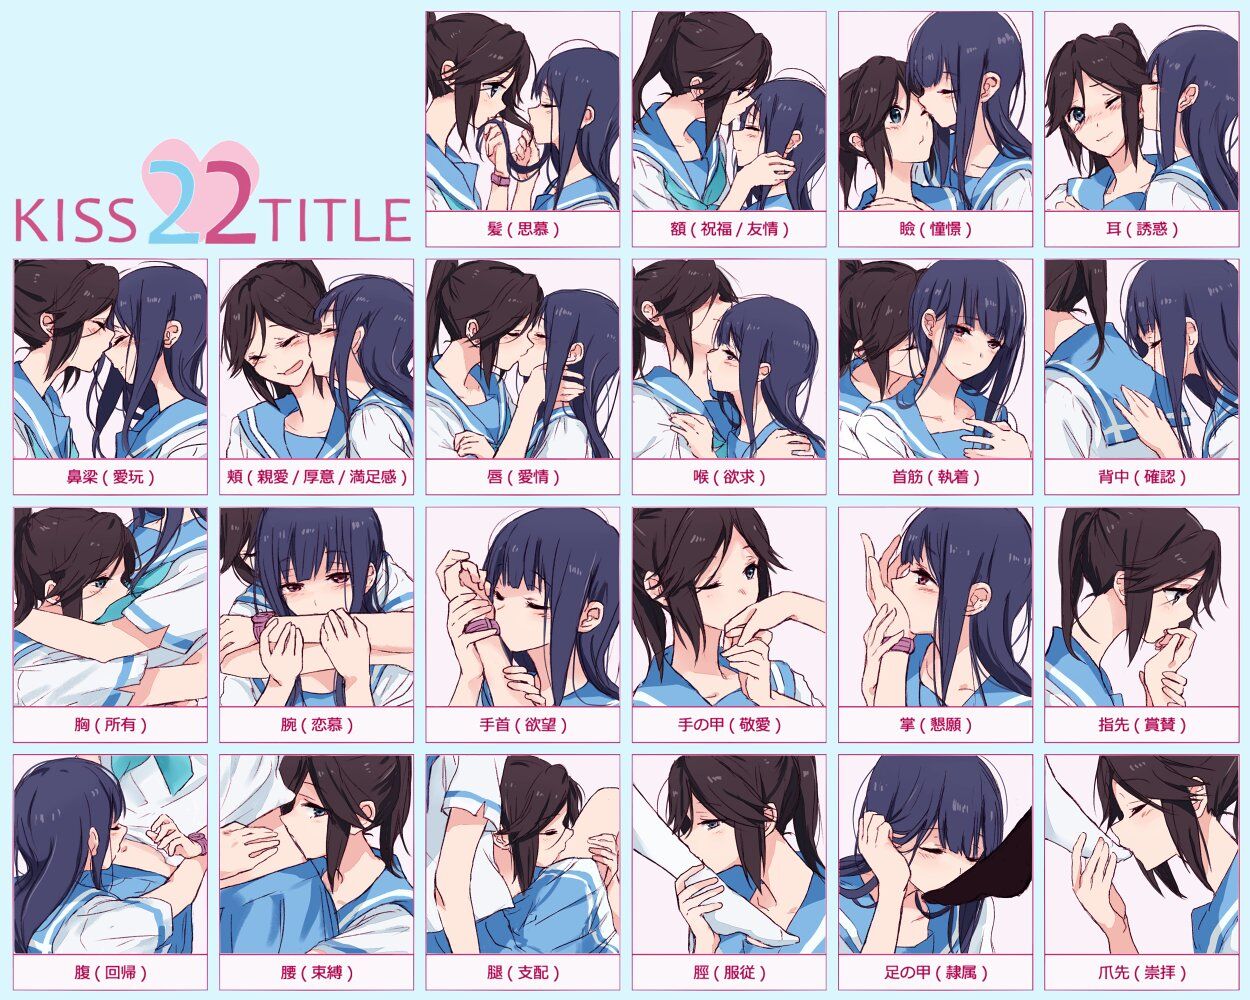 KISS 22 TITLE
髪(思慕)
額(祝福/友情)
瞼(憧憬)
耳(誘惑)
鼻梁(愛玩)
頬(親愛/厚意/満足感)
唇(愛情)
喉(欲求)
首筋(執着)
背中(確認)
胸(所有)
腕(恋慕)
手首(欲望)
手の甲(敬愛)
掌(懇願)
指先(賞賛)
腹(回帰)
腰(束縛)
腿(支配)
脛(服従)
足の甲(隷属)
爪先(崇拝)